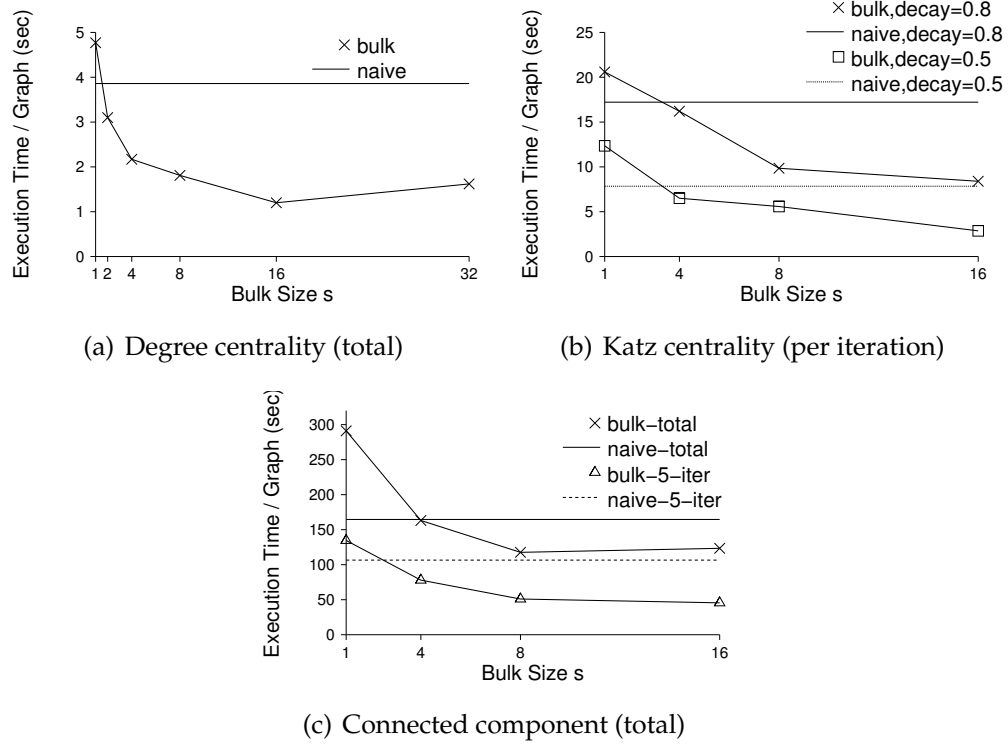 Execution Time / Graph (sec)
5
4
3
2
1
0
1 2 4 8 16 32
Bulk Size s
bulk
naive
(a) Degree centrality (total)
Execution Time / Graph (sec)
25
20
15
10
5
0
1 4 8 16
Bulk Size s
bulk,decay=0.8
naive,decay=0.8
bulk,decay=0.5
naive,decay=0.5
(b) Katz centrality (per iteration)
Execution Time / Graph (sec)
300
250
200
150
100
50
0
1 4 8 16
Bulk Size s
bulk−total
naive−total
bulk−5−iter
naive−5−iter
(c) Connected component (total)